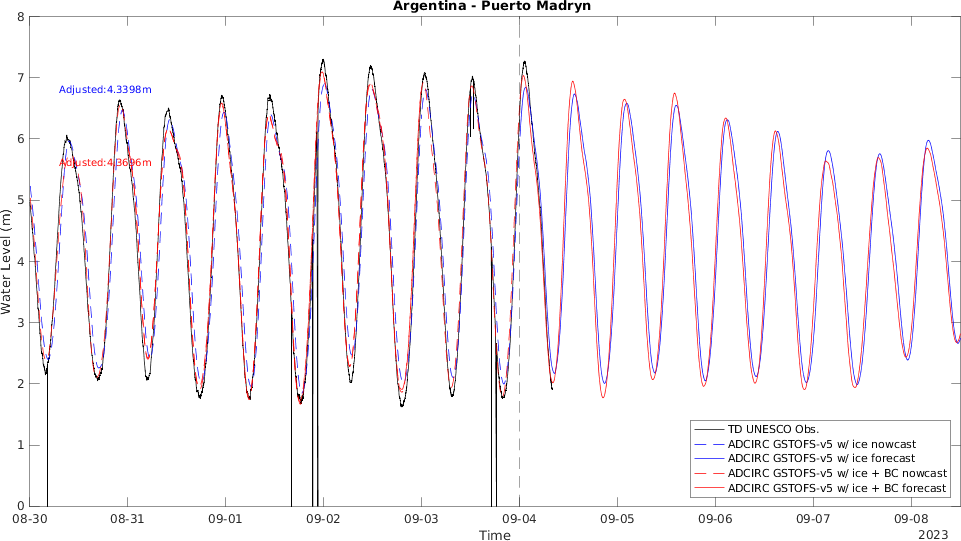 Argentina - Puerto Madryn
Water Level (m)
8
7
6
5
4
3
2
1
0
Adjusted:4.3398m
Adjusted:4.3696m
TD UNESCO Obs.
ADCIRC GSTOFS-v5 w/ ice nowcast
ADCIRC GSTOFS-v5 w/ ice forecast
ADCIRC GSTOFS-v5 w/ ice + BC nowcast
ADCIRC GSTOFS-v5 w/ ice + BC forecast
08-30 08-31 09-01 09-02 09-03 09-04 09-05 09-06 09-07 09-08
2023
Time